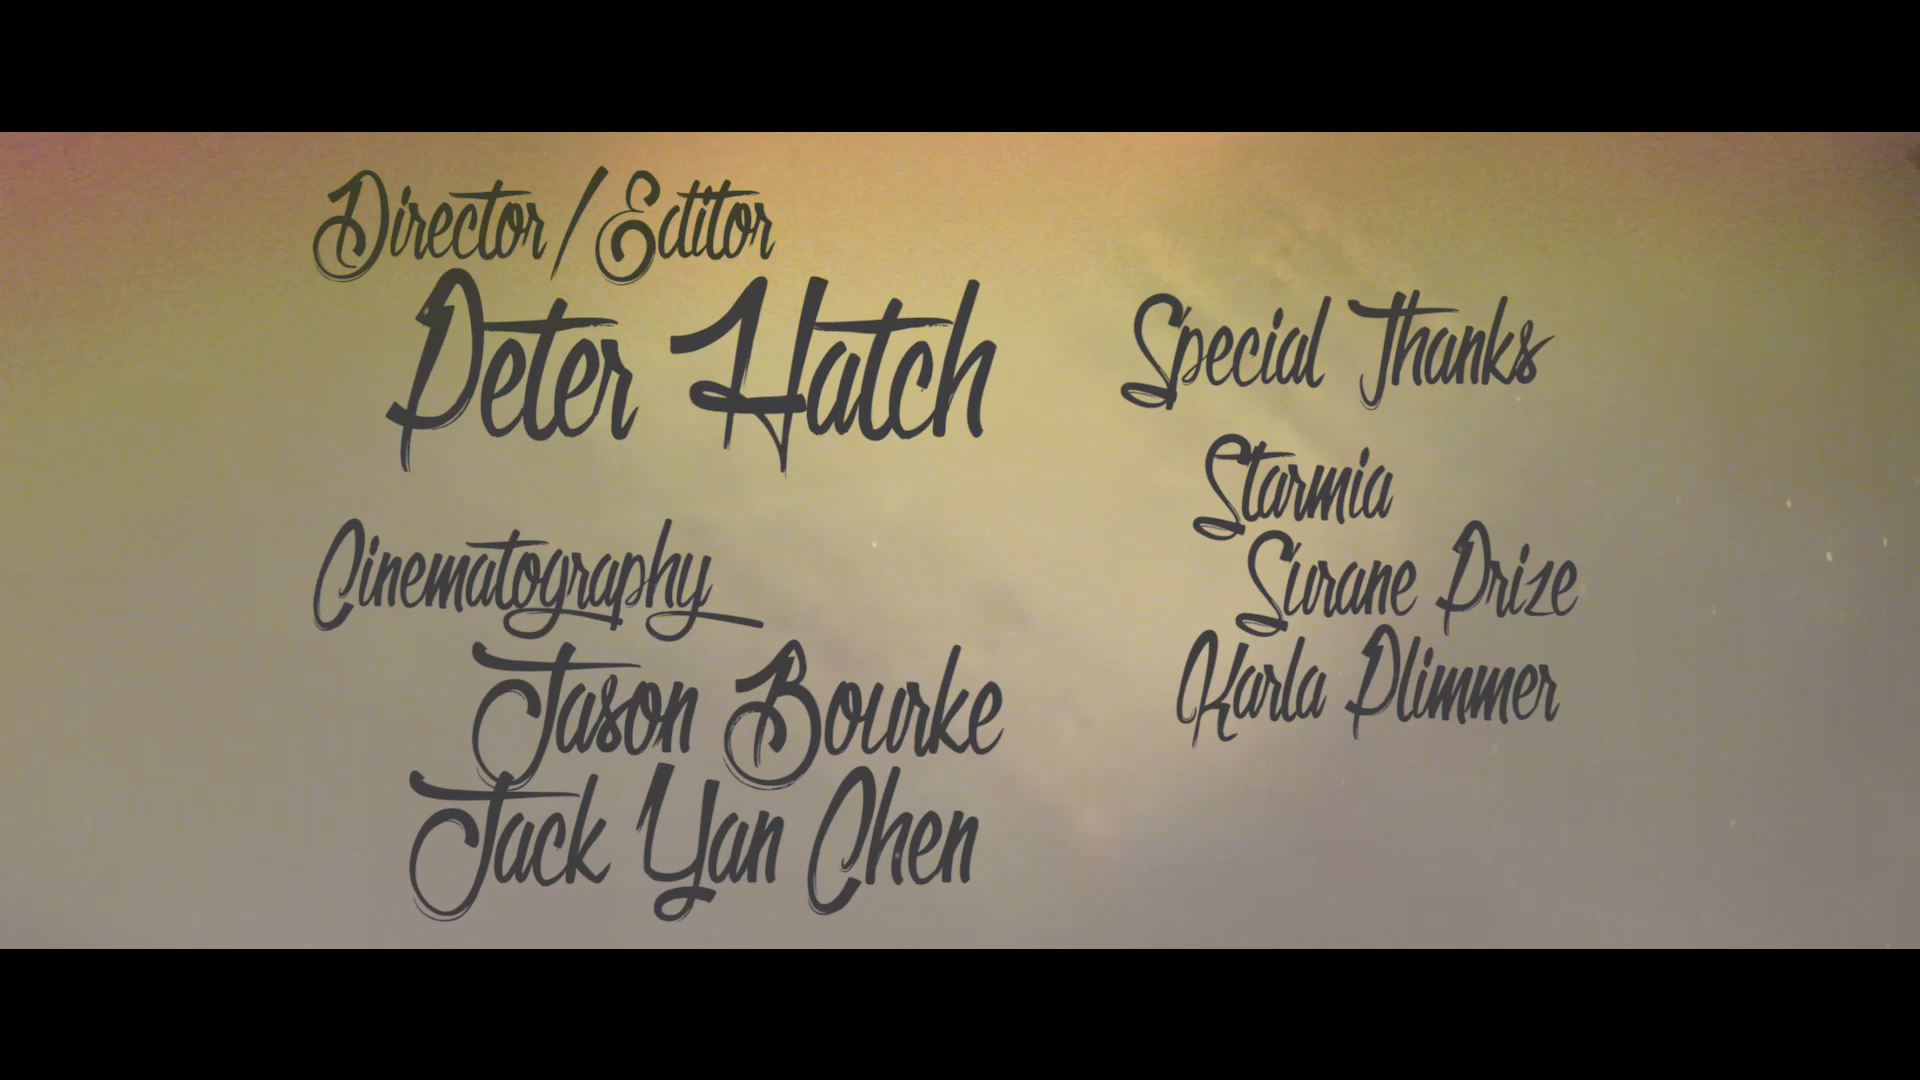 Director/Editor
Peter Hatch
Cinematography
Jason Bourke
Jack Yan Chen
Special Thanks
Starmia
Surane Prize
Karla Plimmer